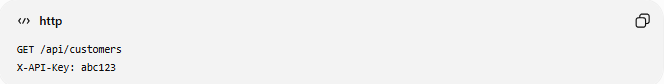 http
GET /api/customers
X-API-Key: abc123